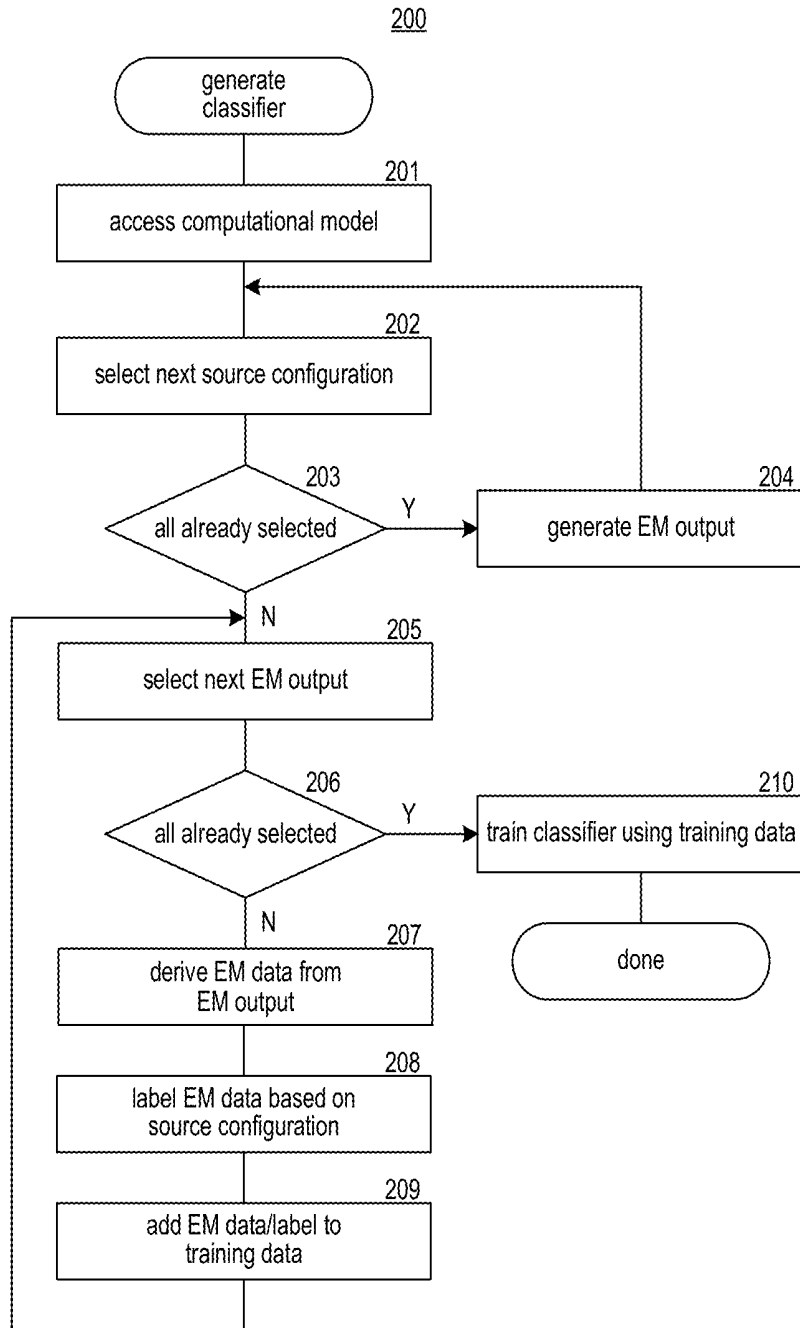 200
generate
classifier
201
access computational model
202
select next source configuration
203
all already selected
Y
204
generate EM output
N
205
select next EM output
206
all already selected
Y
210
train classifier using training data
N
207
derive EM data from
EM output
done
208
label EM data based on
source configuration
209
add EM data/label to
training data